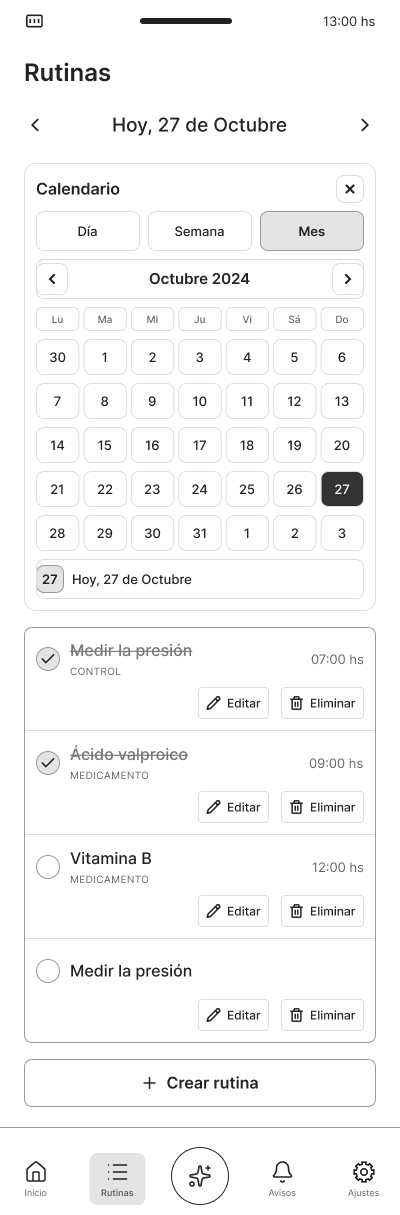 13:00 hs
Rutinas
Hoy, 27 de Octubre
Calendario
Día Semana Mes
Octubre 2024
Lu Ma Mi Ju Vi Sá Do
30 1 2 3 4 5 6
7 8 9 10 11 12 13
14 15 16 17 18 19 20
21 22 23 24 25 26 27
28 29 30 31 1 2 3
27 Hoy, 27 de Octubre
Medir la presión 07:00 hs
CONTROL
Editar Eliminar
Ácido valproico 09:00 hs
MEDICAMENTO
Editar Eliminar
Vitamina B 12:00 hs
MEDICAMENTO
Editar Eliminar
Medir la presión
Editar Eliminar
+ Crear rutina
Inicio Rutinas Avisos Ajustes